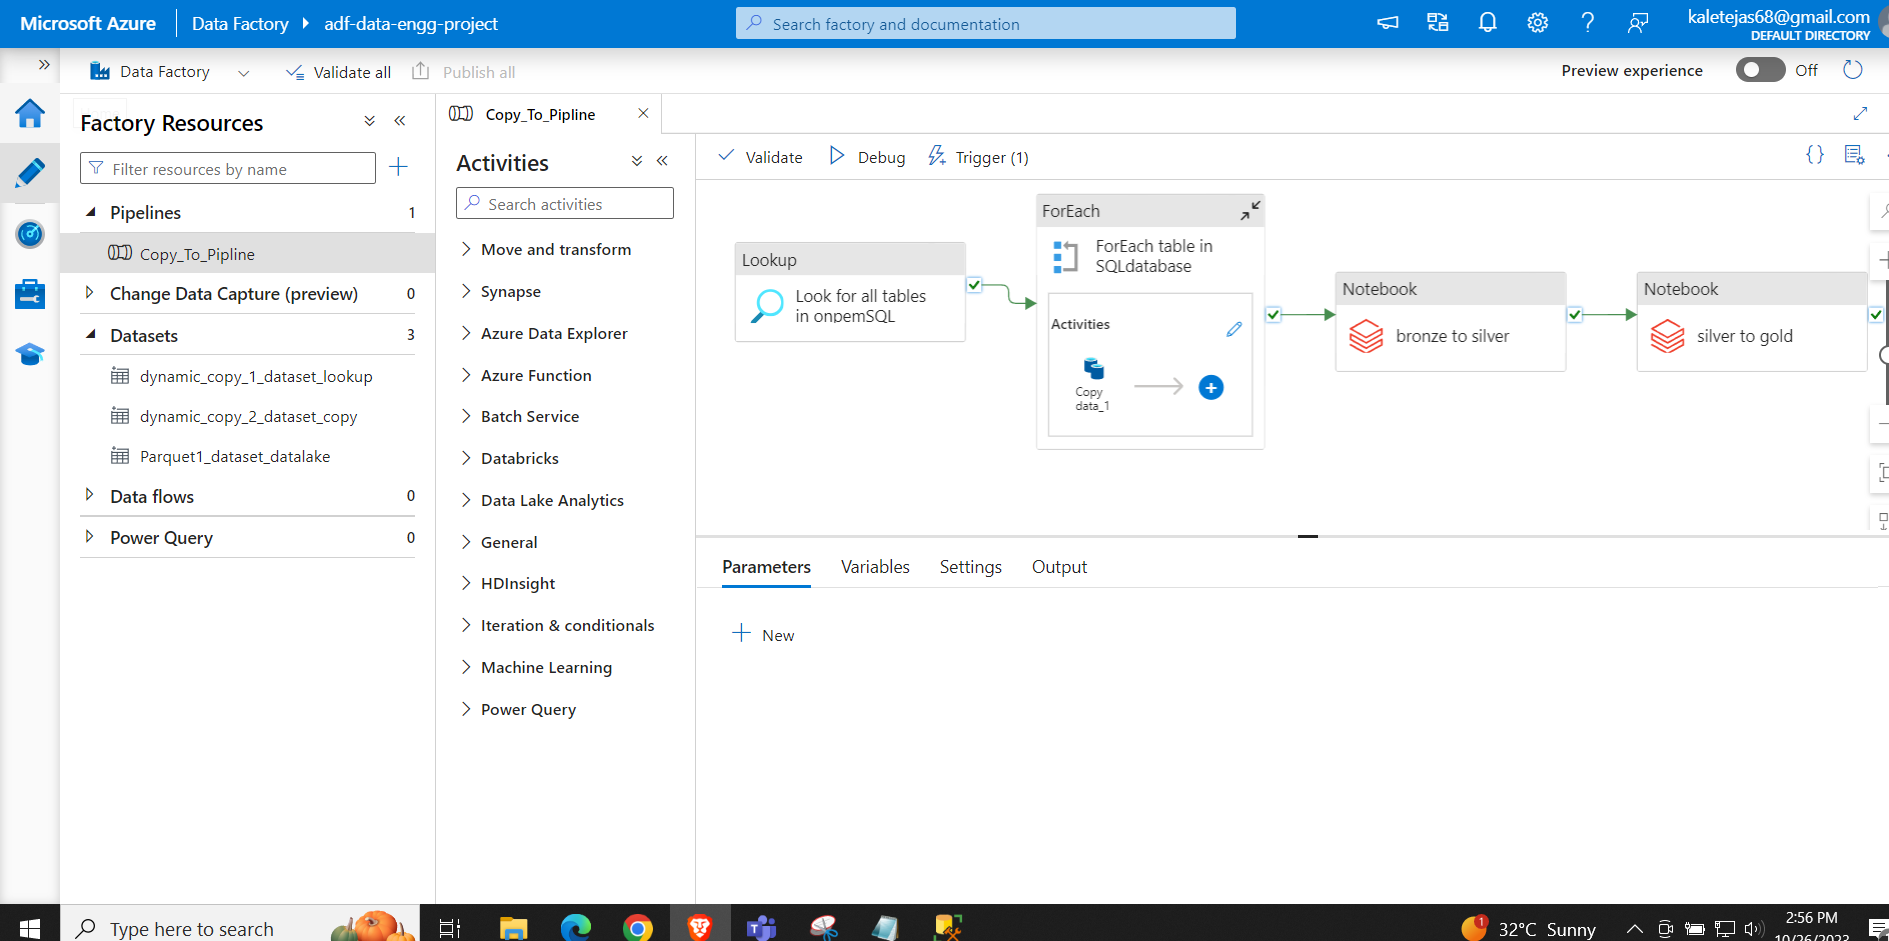 Microsoft Azure
Data Factory
adf-data-engg-project
Search factory and documentation
kaletejas68@gmail.com
DEFAULT DIRECTORY
Data Factory
Validate all
Publish all
Preview experience
Off
Factory Resources
Filter resources by name
Pipelines 1
Copy_To_Pipline
Change Data Capture (preview) 0
Datasets 3
dynamic_copy_1_dataset_lookup
dynamic_copy_2_dataset_copy
Parquet1_dataset_datalake
Data flows 0
Power Query 0
Copy_To_Pipline
Activities
Search activities
Move and transform
Synapse
Azure Data Explorer
Azure Function
Batch Service
Databricks
Data Lake Analytics
General
HDInsight
Iteration & conditionals
Machine Learning
Power Query
Validate
Debug
Trigger (1)
{}
Lookup
Look for all tables
in onpemSQL
ForEach
ForEach table in
SQLdatabase
Activities
Copy
data_1
Notebook
bronze to silver
Notebook
silver to gold
Parameters
Variables
Settings
Output
New
Type here to search
1
32°C Sunny
2:56 PM
10/26/2023